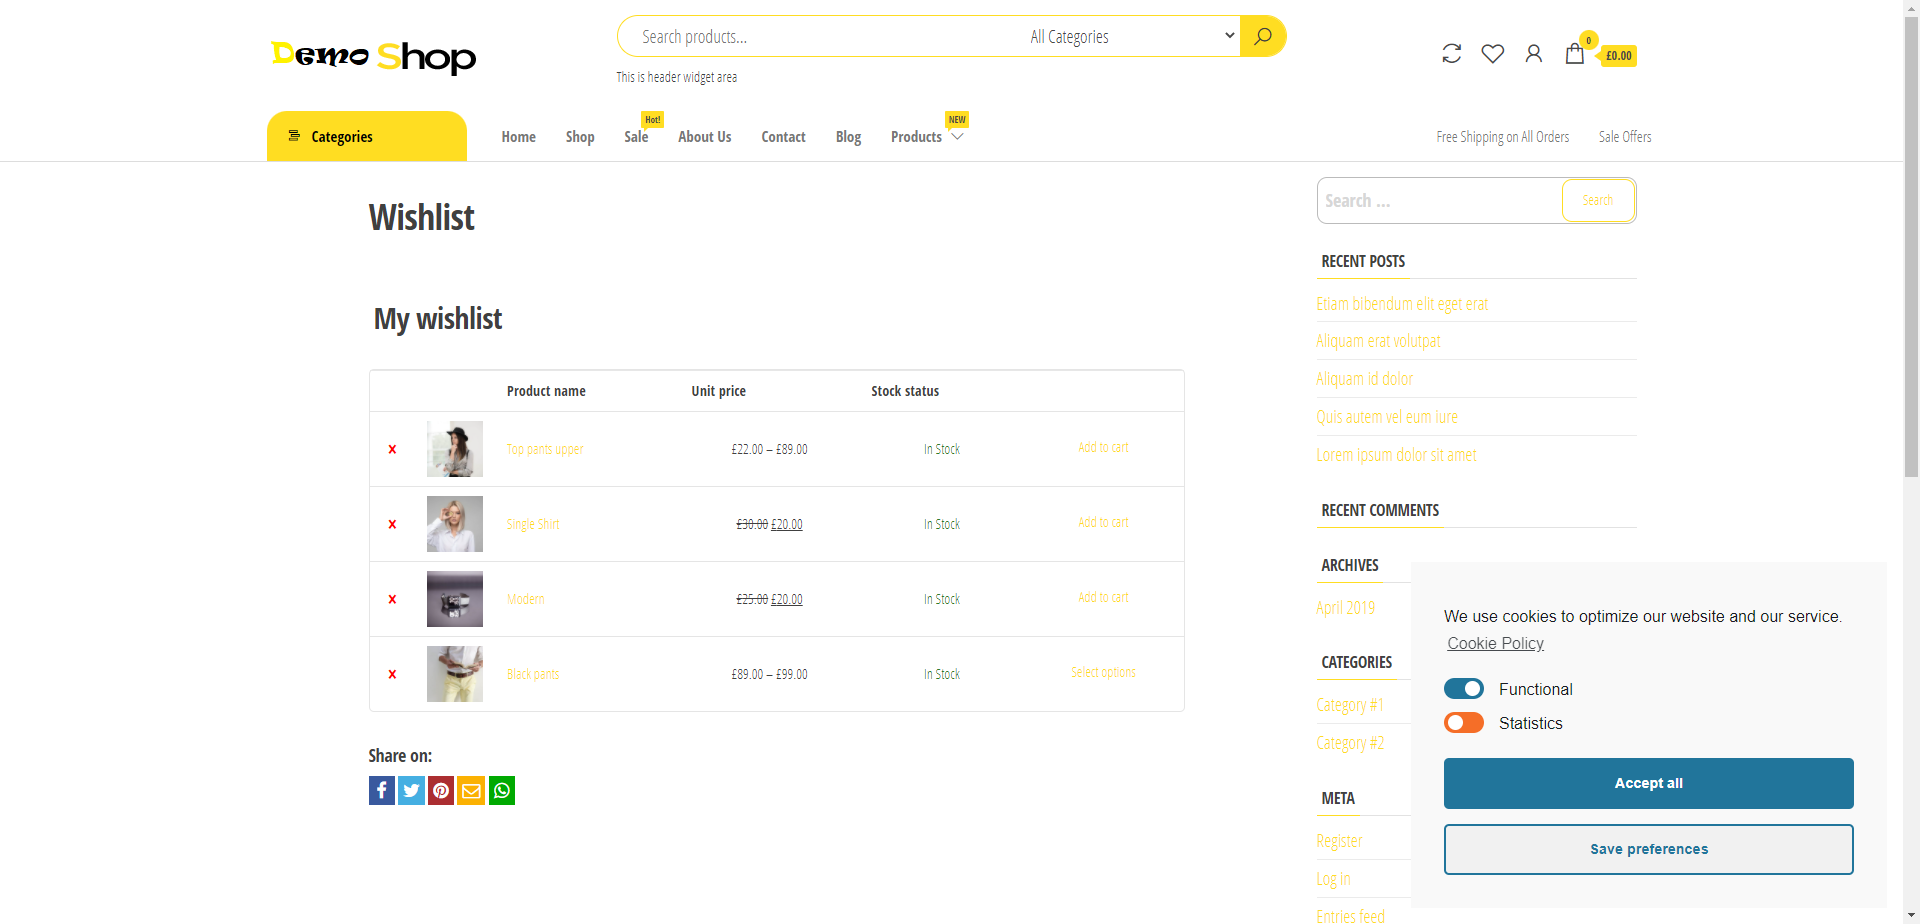 Demo Shop
Search products...
All Categories
This is header widget area
0
£0.00
Categories
Home
Shop
Sale
Hot!
About Us
Contact
Blog
Products
NEW
Free Shipping on All Orders
Sale Offers
Wishlist
My wishlist
Product name Unit price Stock status
x Top pants upper £22.00 – £89.00 In Stock Add to cart
x Single Shirt £30.00 £20.00 In Stock Add to cart
x Modern £25.00 £20.00 In Stock Add to cart
x Black pants £89.00 – £99.00 In Stock Select options
Share on:
Search ...
Search
RECENT POSTS
Etiam bibendum elit eget erat
Aliquam erat volutpat
Aliquam id dolor
Quis autem vel eum iure
Lorem ipsum dolor sit amet
RECENT COMMENTS
ARCHIVES
April 2019
CATEGORIES
Category #1
Category #2
META
Register
Log in
Entries feed
We use cookies to optimize our website and our service.
Cookie Policy
Functional
Statistics
Accept all
Save preferences